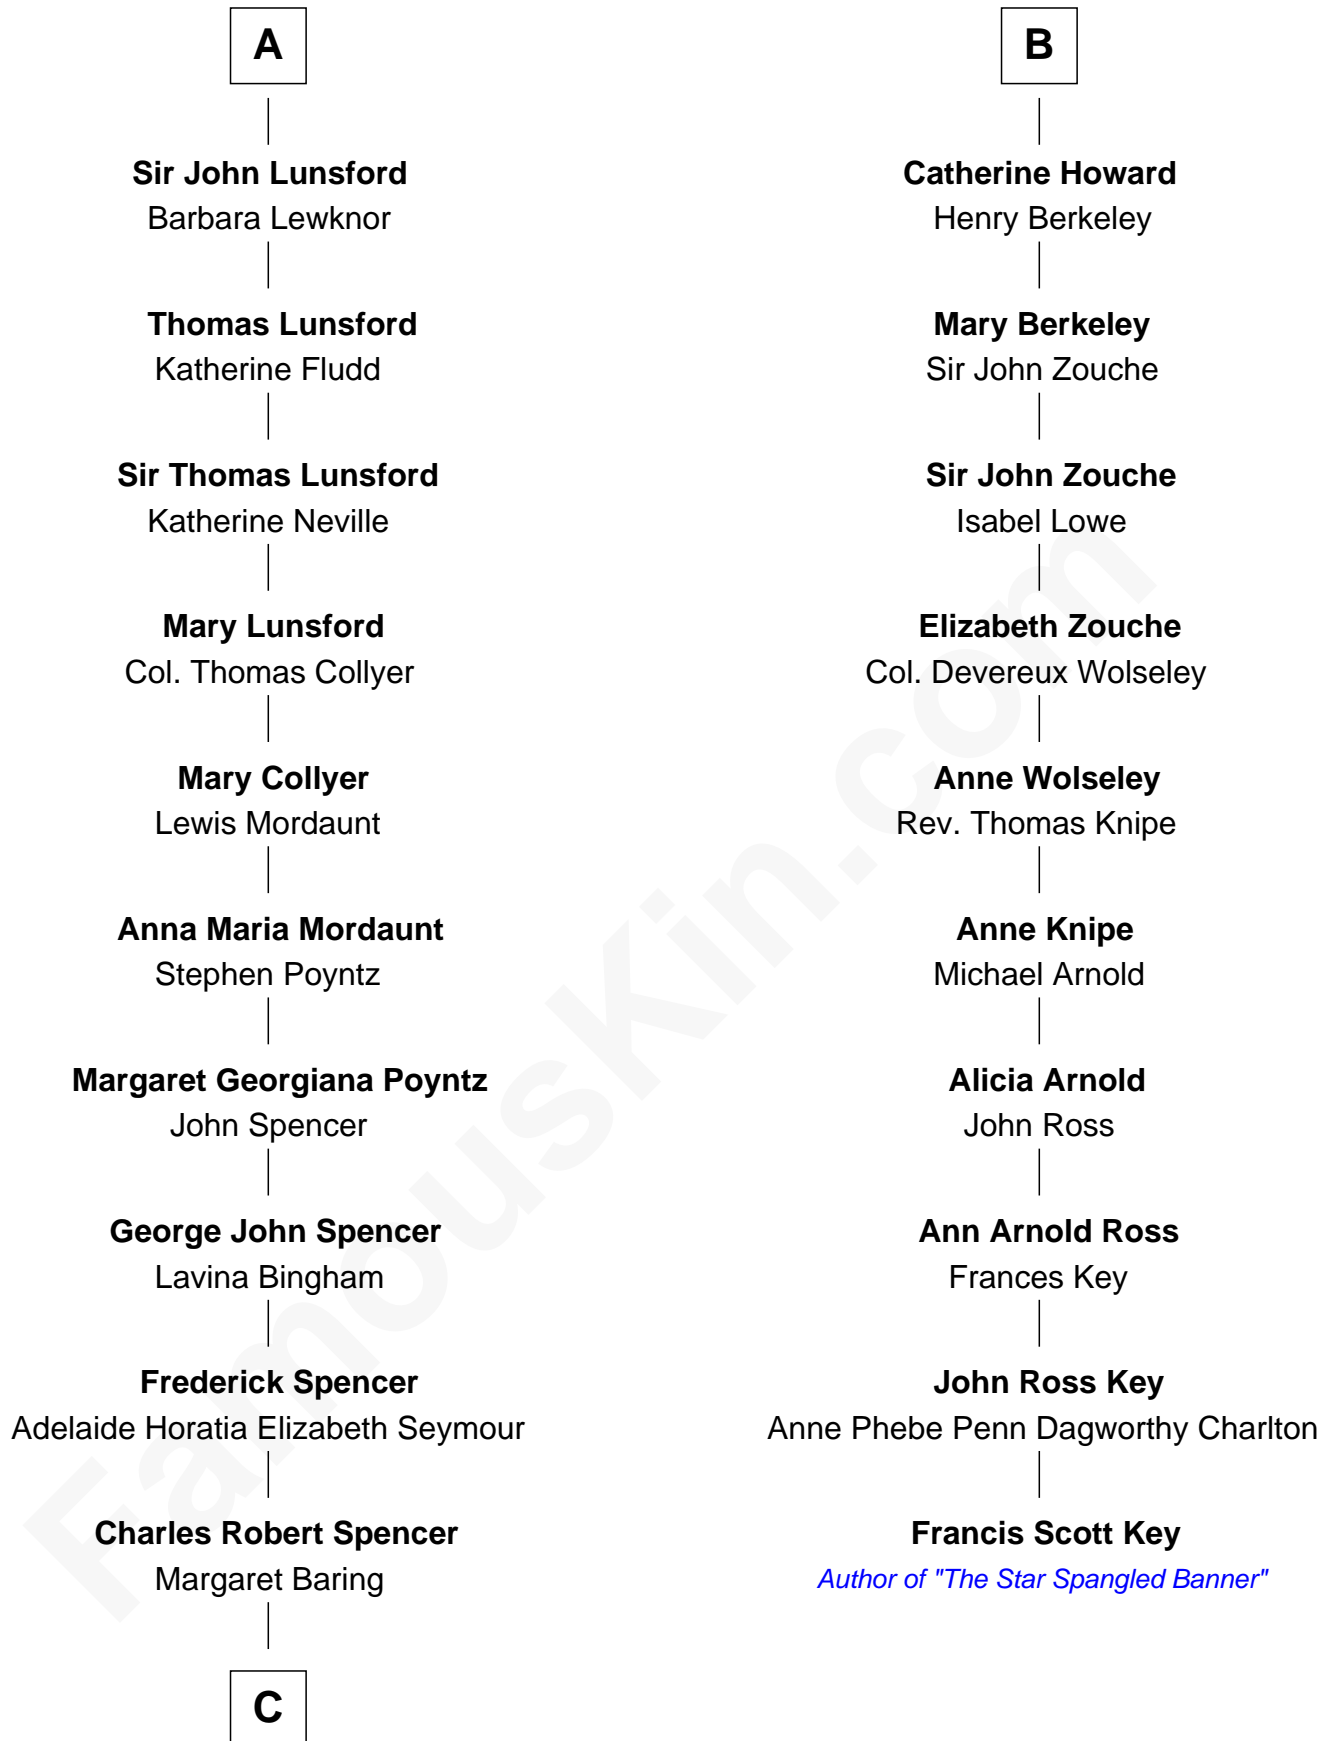 A
Sir John Lunsford
Barbara Lewknor
Thomas Lunsford
Katherine Fludd
Sir Thomas Lunsford
Katherine Neville
Mary Lunsford
Col. Thomas Collyer
Mary Collyer
Lewis Mordaunt
Anna Maria Mordaunt
Stephen Poyntz
Margaret Georgiana Poyntz
John Spencer
George John Spencer
Lavina Bingham
Frederick Spencer
Adelaide Horatia Elizabeth Seymour
Charles Robert Spencer
Margaret Baring
C
B
Catherine Howard
Henry Berkeley
Mary Berkeley
Sir John Zouche
Sir John Zouche
Isabel Lowe
Elizabeth Zouche
Col. Devereux Wolseley
Anne Wolseley
Rev. Thomas Knipe
Anne Knipe
Michael Arnold
Alicia Arnold
John Ross
Ann Arnold Ross
Frances Key
John Ross Key
Anne Phebe Penn Dagworthy Charlton
Francis Scott Key
Author of "The Star Spangled Banner"
FamousKin.com